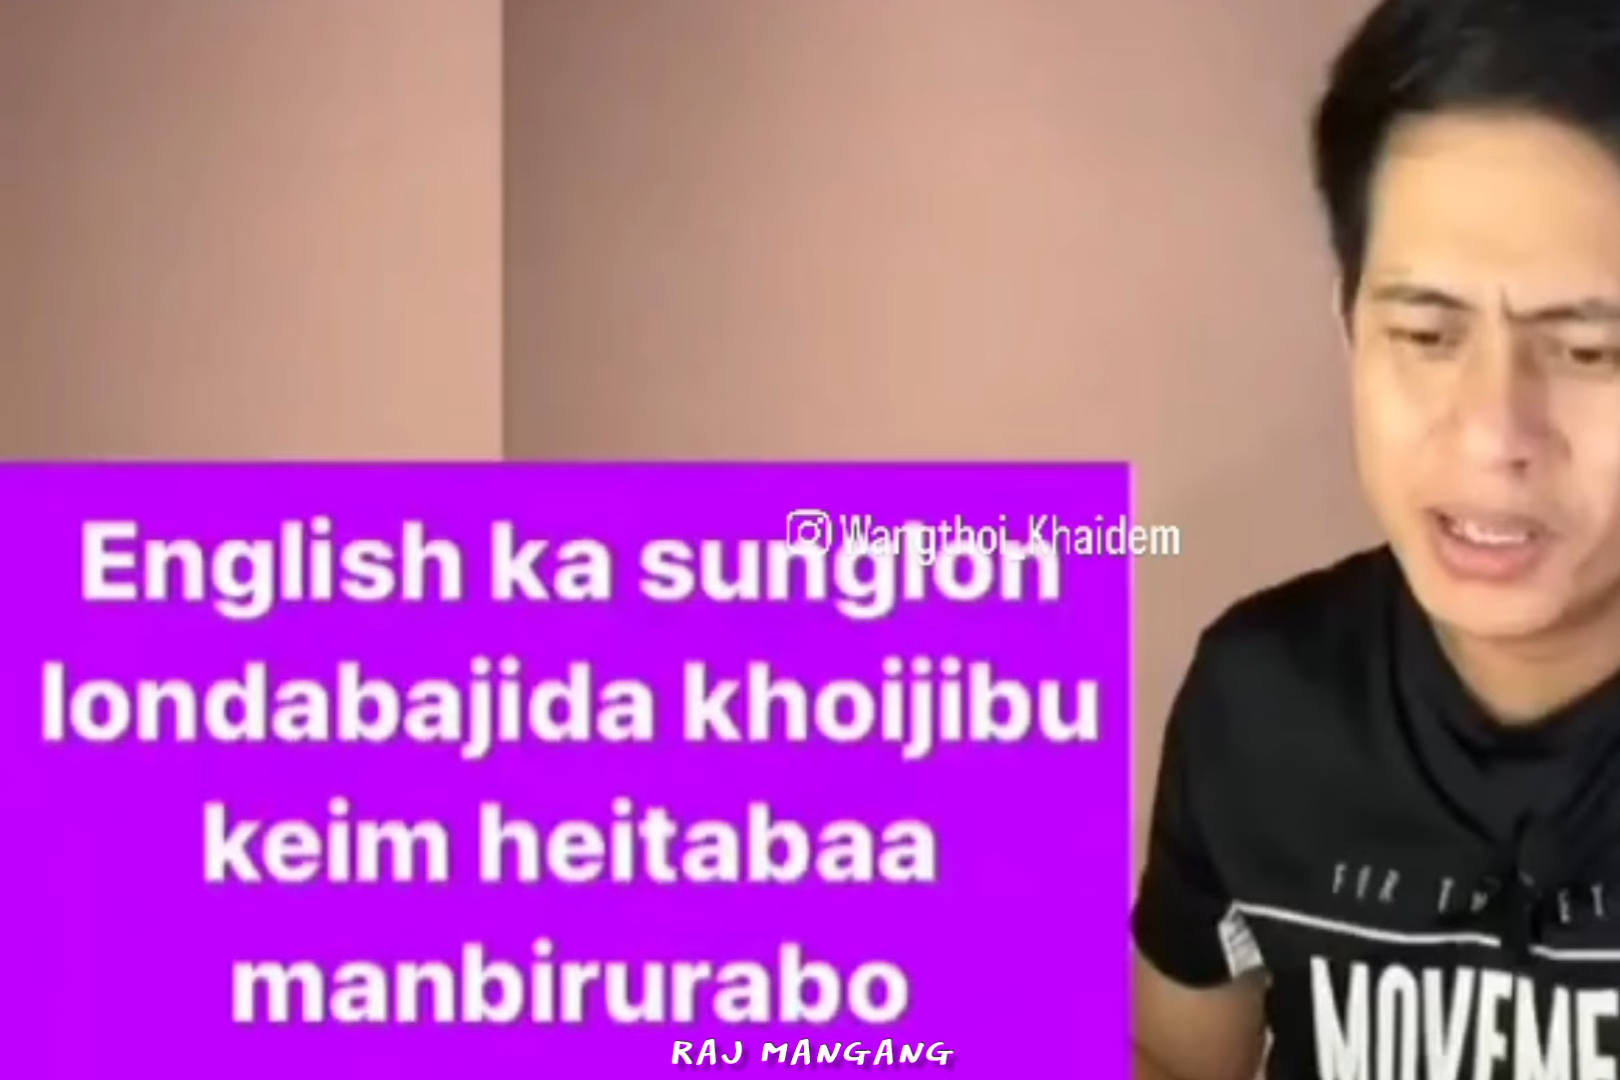 English ka sunglon
londabajida khoijibu
keim heitabaa
manbirurabo
Wangthoi_Khaidem
RAJ MANGANG
MOVEME